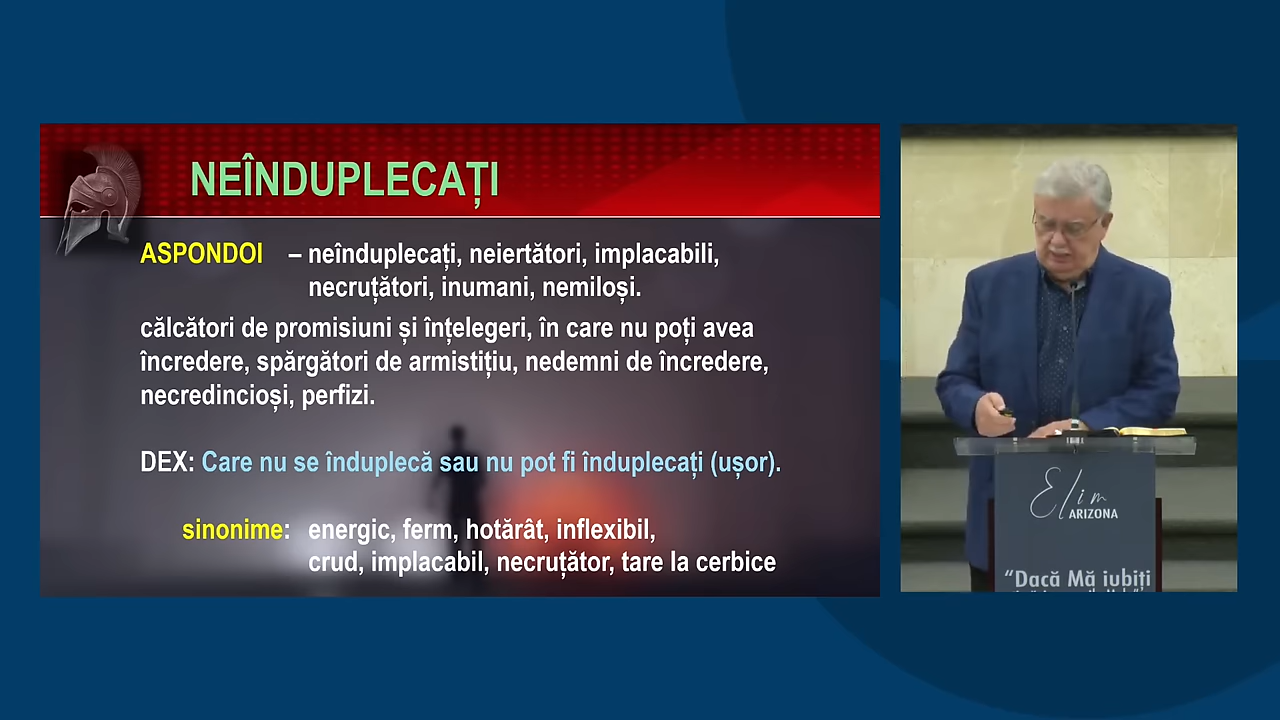 NEÎNDUPLECAȚI
ASPONDOI – neînduplecați, neiertători, implacabili,
necruțători, inumani, nemiloși.
călcători de promisiuni și înțelegeri, în care nu poți avea
încredere, spărgători de armistițiu, nedemni de încredere,
necredincioși, perfizi.
DEX: Care nu se înduplecă sau nu pot fi înduplecați (ușor).
sinonime: energic, ferm, hotărât, inflexibil,
crud, implacabil, necruțător, tare la cerbice
Elim
ARIZONA
“Dacă Mă iubiți